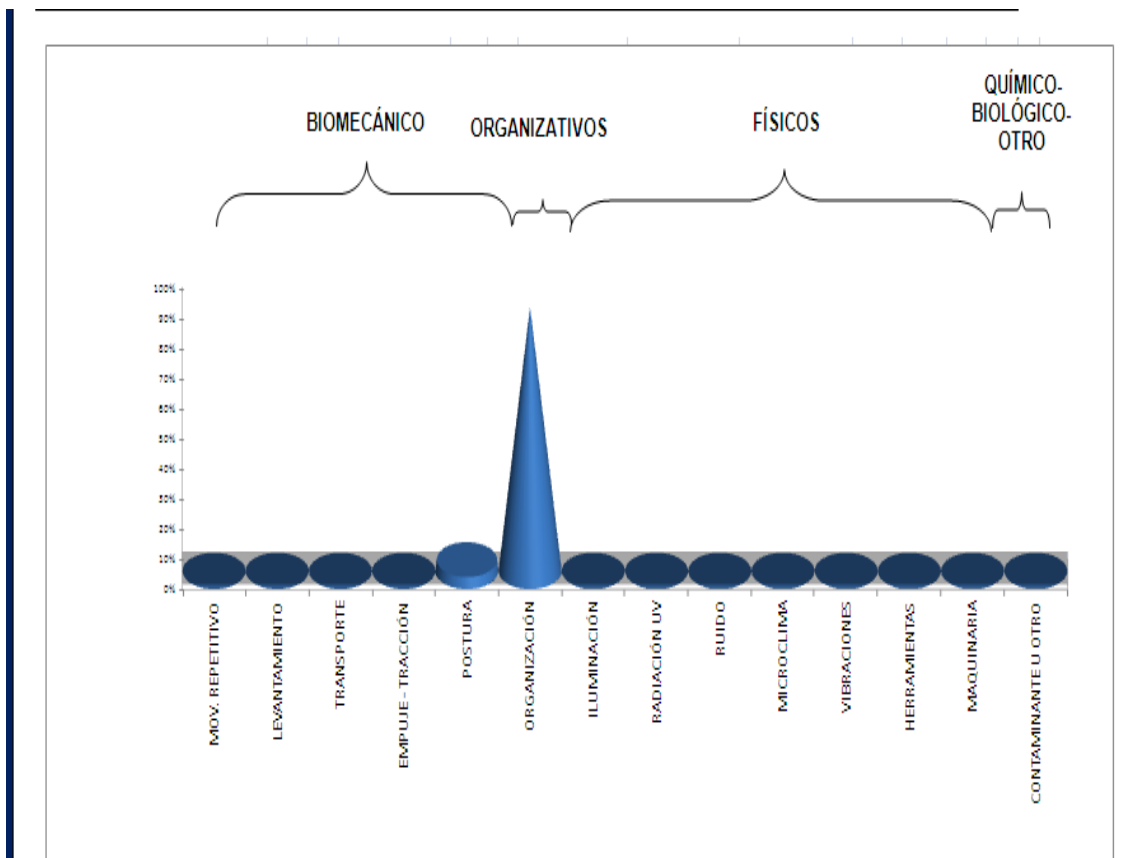 BIOMECÁNICO
ORGANIZATIVOS
FÍSICOS
QUÍMICO-
BIOLÓGICO-
OTRO
100%
90%
80%
70%
60%
50%
40%
30%
20%
10%
0%
MOV. REPETITIVO
LEVANTAMIENTO
TRANSPORTE
EMPUJE – TRACCIÓN
POSTURA
ORGANIZACIÓN
ILUMINACIÓN
RADIACIÓN UV
RUIDO
MICROCLIMA
VIBRACIONES
HERRAMIENTAS
MAQUINARIA
CONTAMINANTE U OTRO